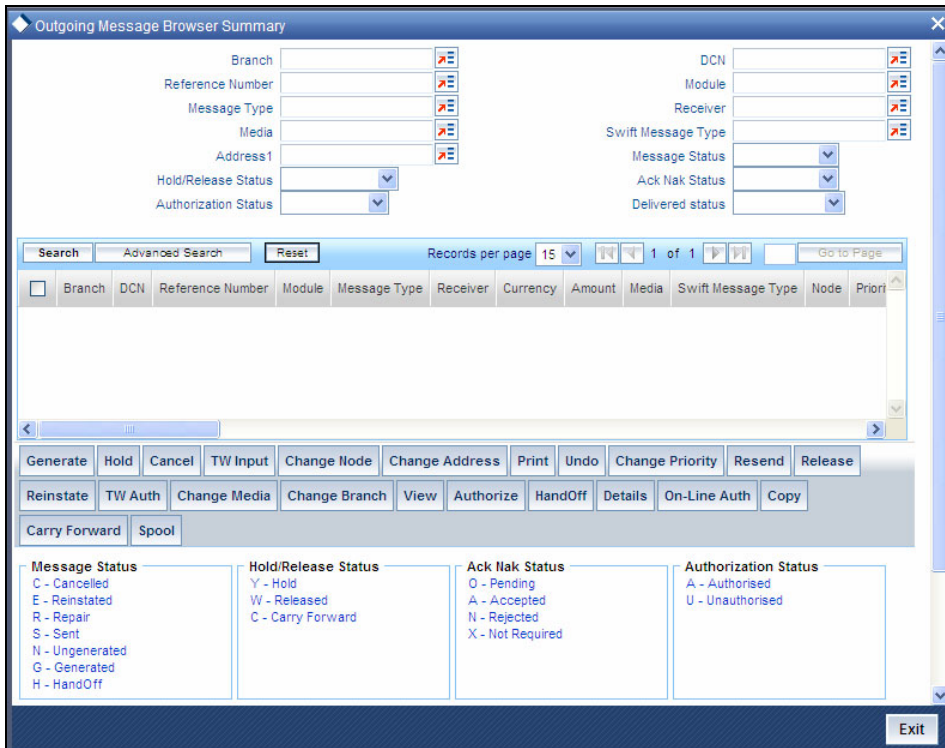 Outgoing Message Browser Summary
Branch DCN
Reference Number Module
Message Type Receiver
Media Swift Message Type
Address1 Message Status
Hold/Release Status Ack Nak Status
Authorization Status Delivered status
Search Advanced Search Reset Records per page 15 1 of 1 Go to Page
Branch DCN Reference Number Module Message Type Receiver Currency Amount Media Swift Message Type Node Priorit
Generate Hold Cancel TW Input Change Node Change Address Print Undo Change Priority Resend Release
Reinstate TW Auth Change Media Change Branch View Authorize HandOff Details On-Line Auth Copy
Carry Forward Spool
Message Status
C - Cancelled
E - Reinstated
R - Repair
S - Sent
N - Ungenerated
G - Generated
H - HandOff
Hold/Release Status
Y - Hold
W - Released
C - Carry Forward
Ack Nak Status
O - Pending
A - Accepted
N - Rejected
X - Not Required
Authorization Status
A - Authorised
U - Unauthorised
Exit